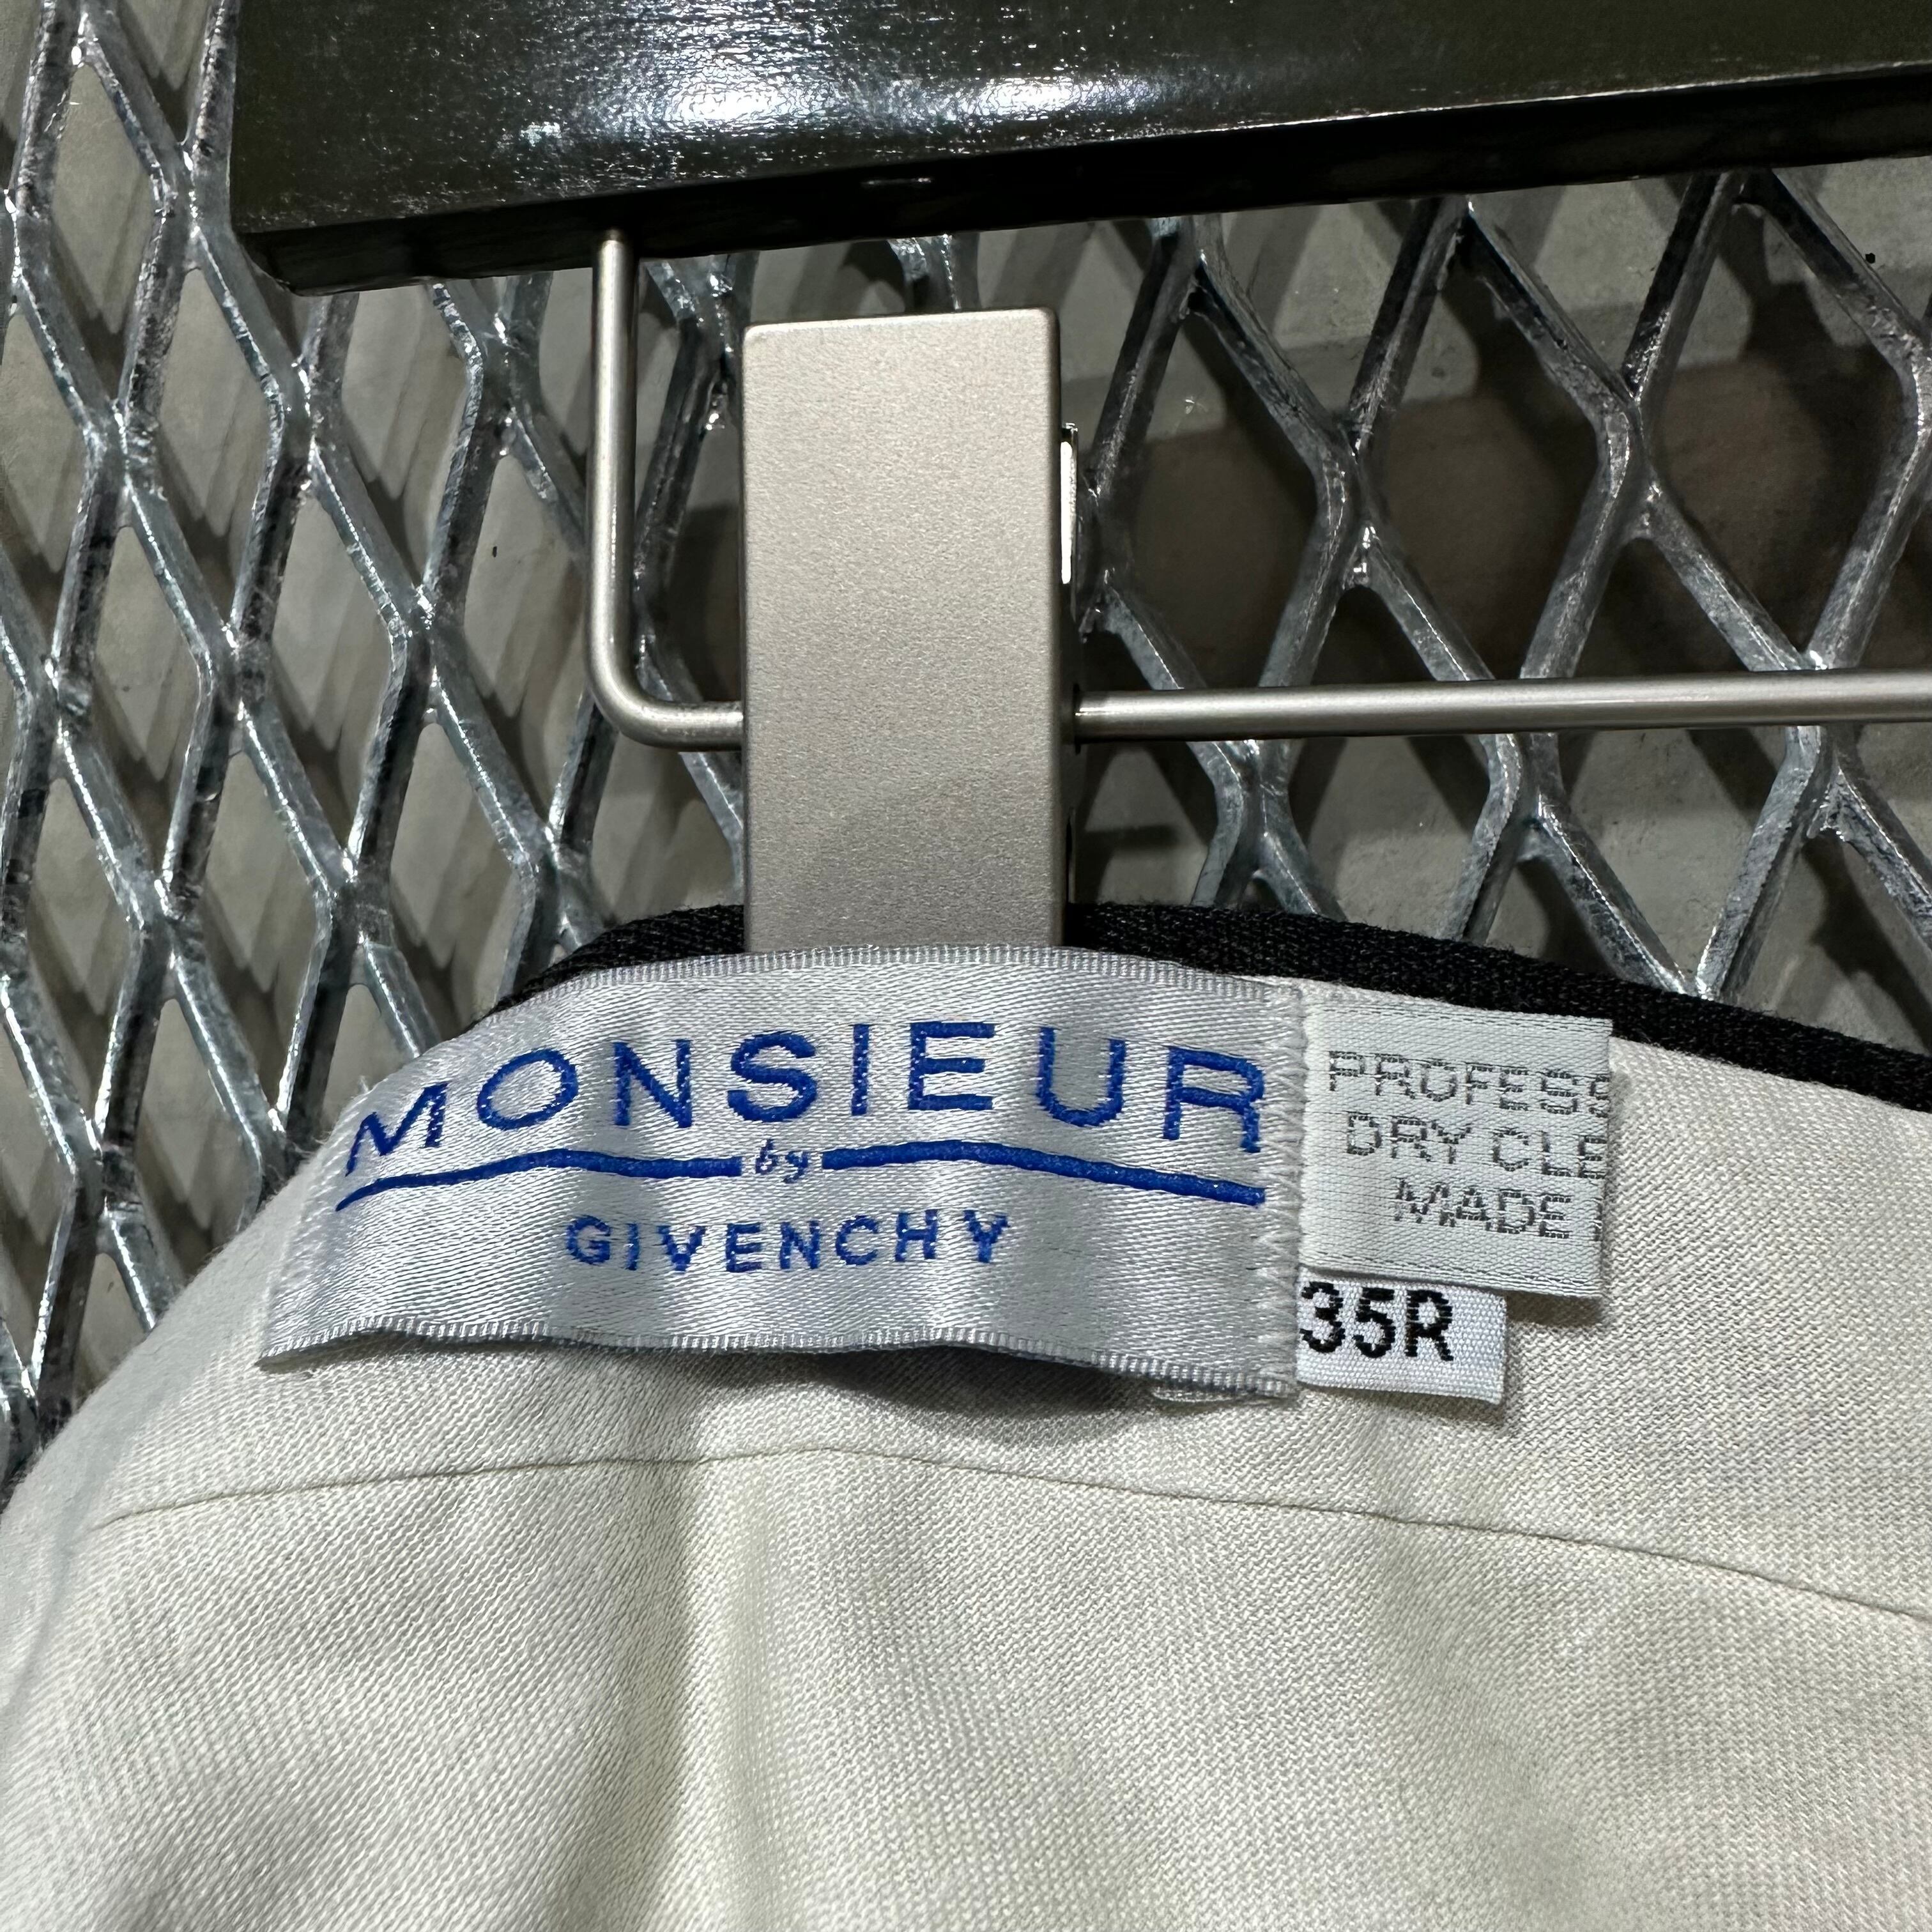 MONSIEUR
by
GIVENCHY
PROFESS
DRY CLE
MADE
35R